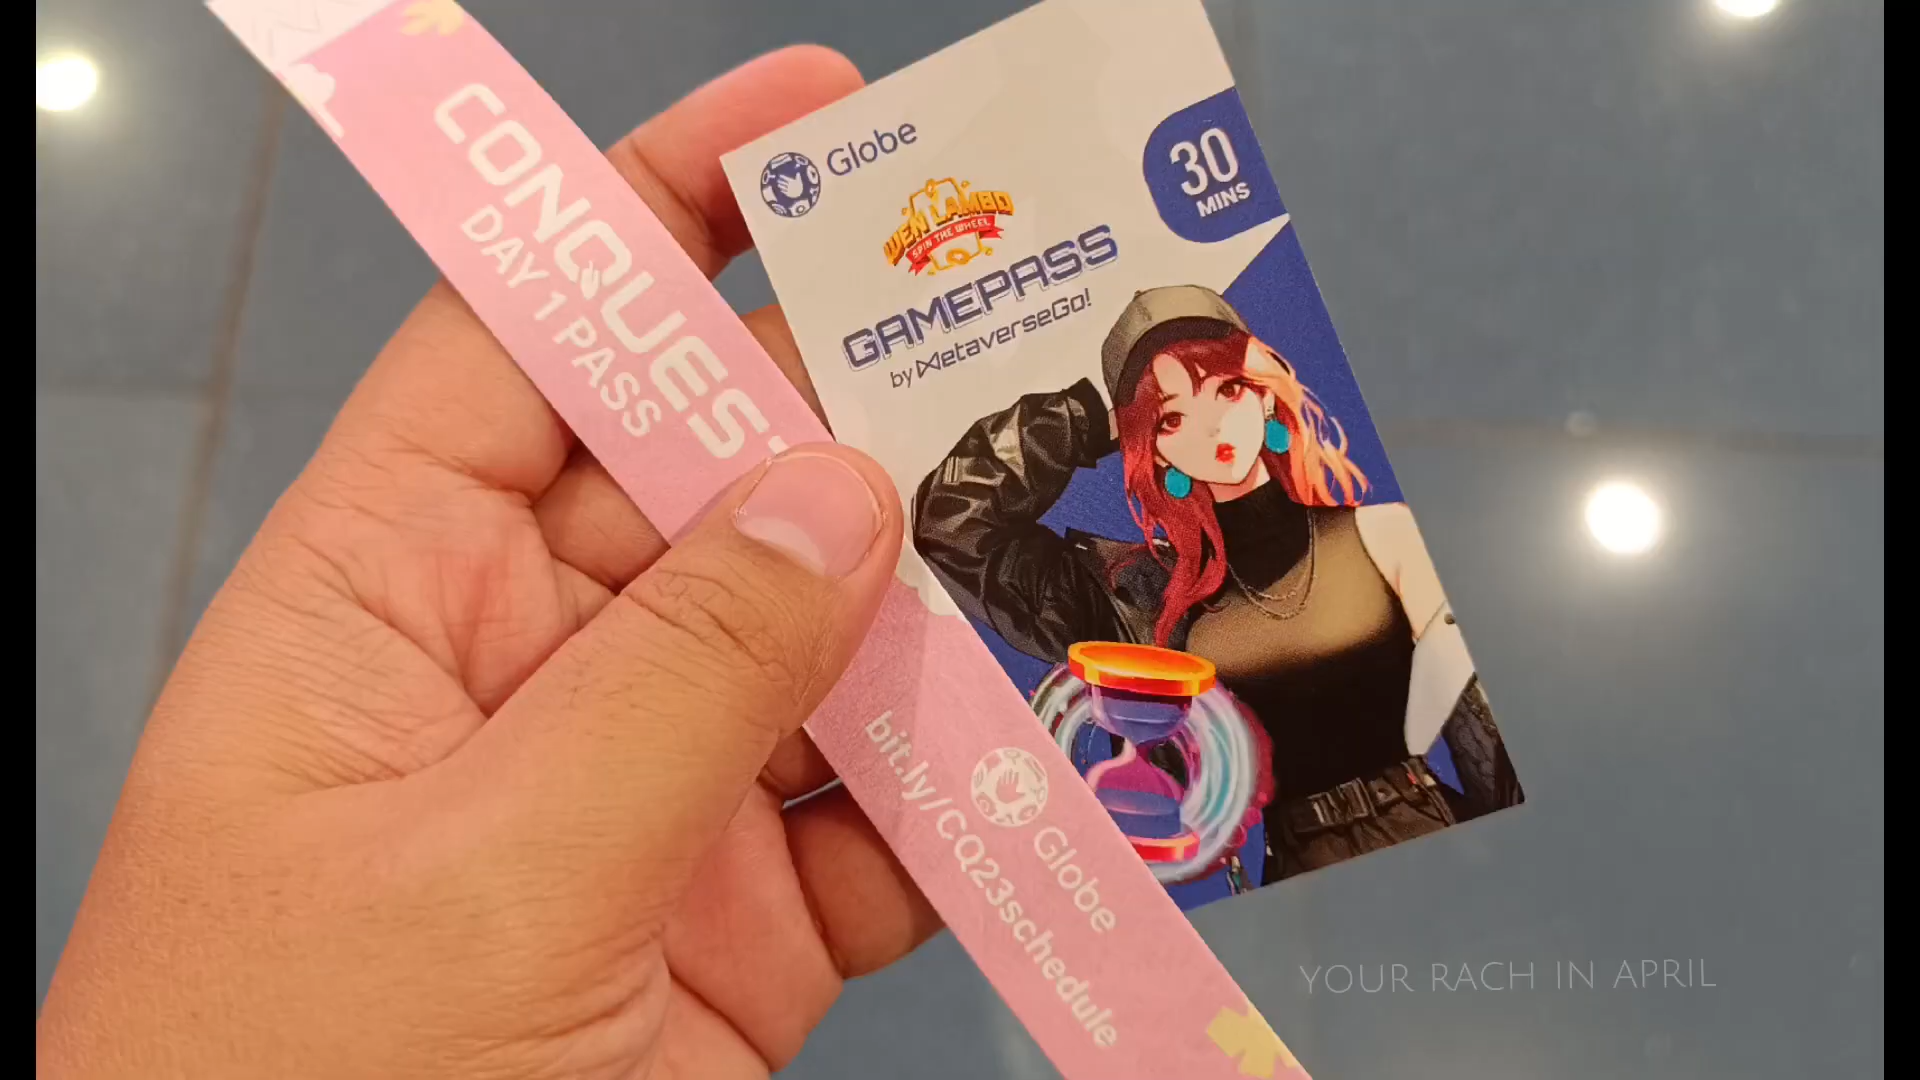 CONQUEST
DAY 1 PASS
Globe
bit.ly/CQ23schedule
Globe
30
MINS
WEN LAMBO
SPIN THE WHEEL
GAMEPASS
by MetaverseGo!
YOUR RACH IN APRIL